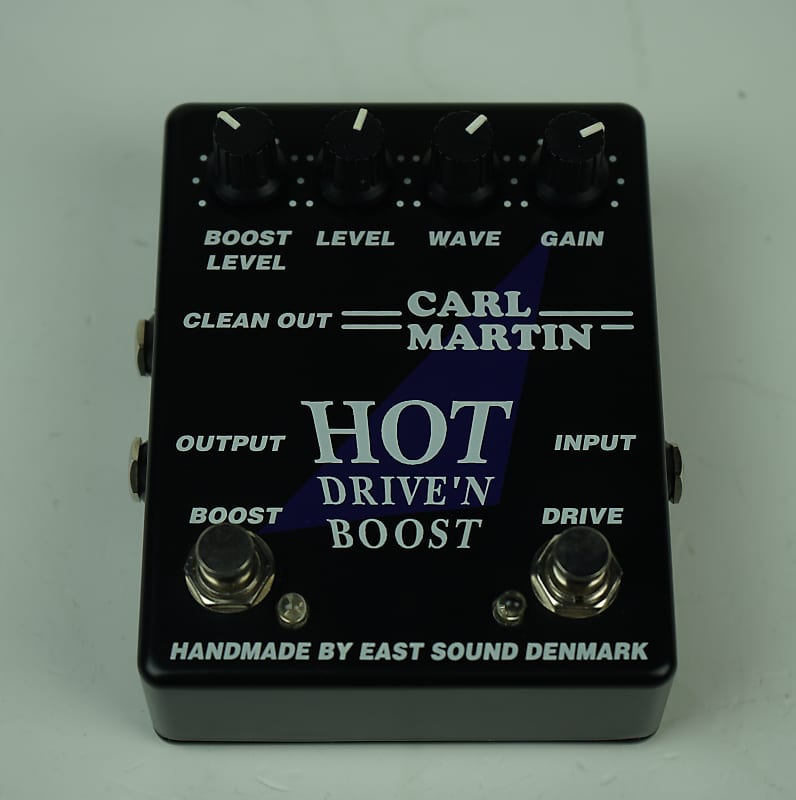 BOOST LEVEL WAVE GAIN
LEVEL
CLEAN OUT CARL
MARTIN
HOT
OUTPUT INPUT
DRIVE'N
BOOST DRIVE
BOOST
HANDMADE BY EAST SOUND DENMARK